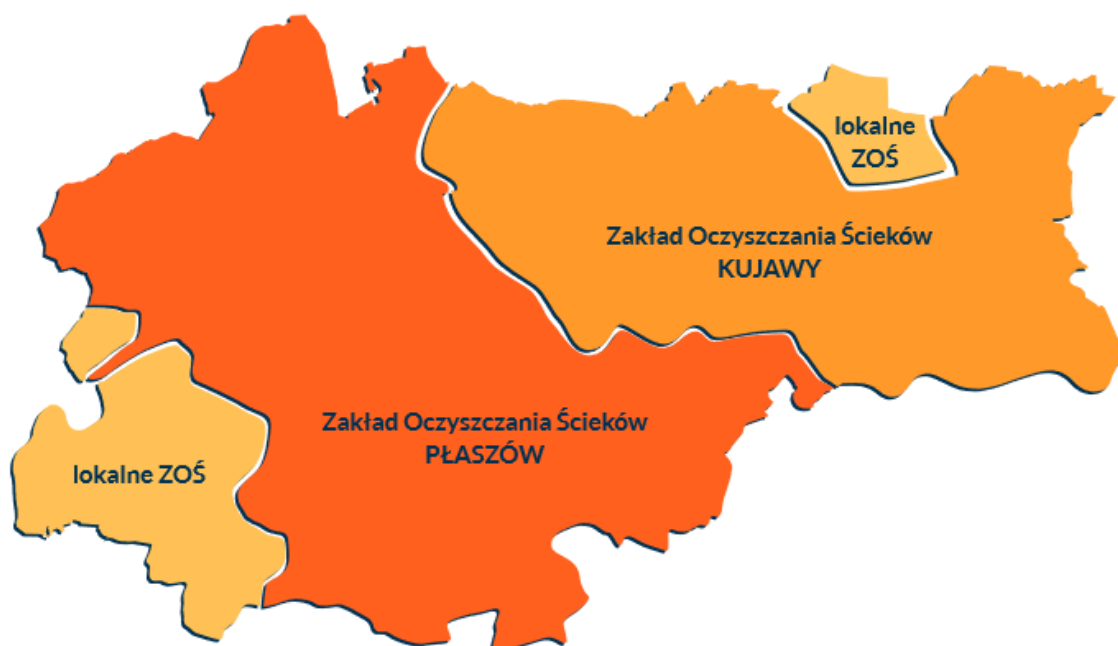 lokalne
ZOŚ
Zakład Oczyszczania Ścieków
KUJAWY
Zakład Oczyszczania Ścieków
PŁASZÓW
lokalne ZOŚ